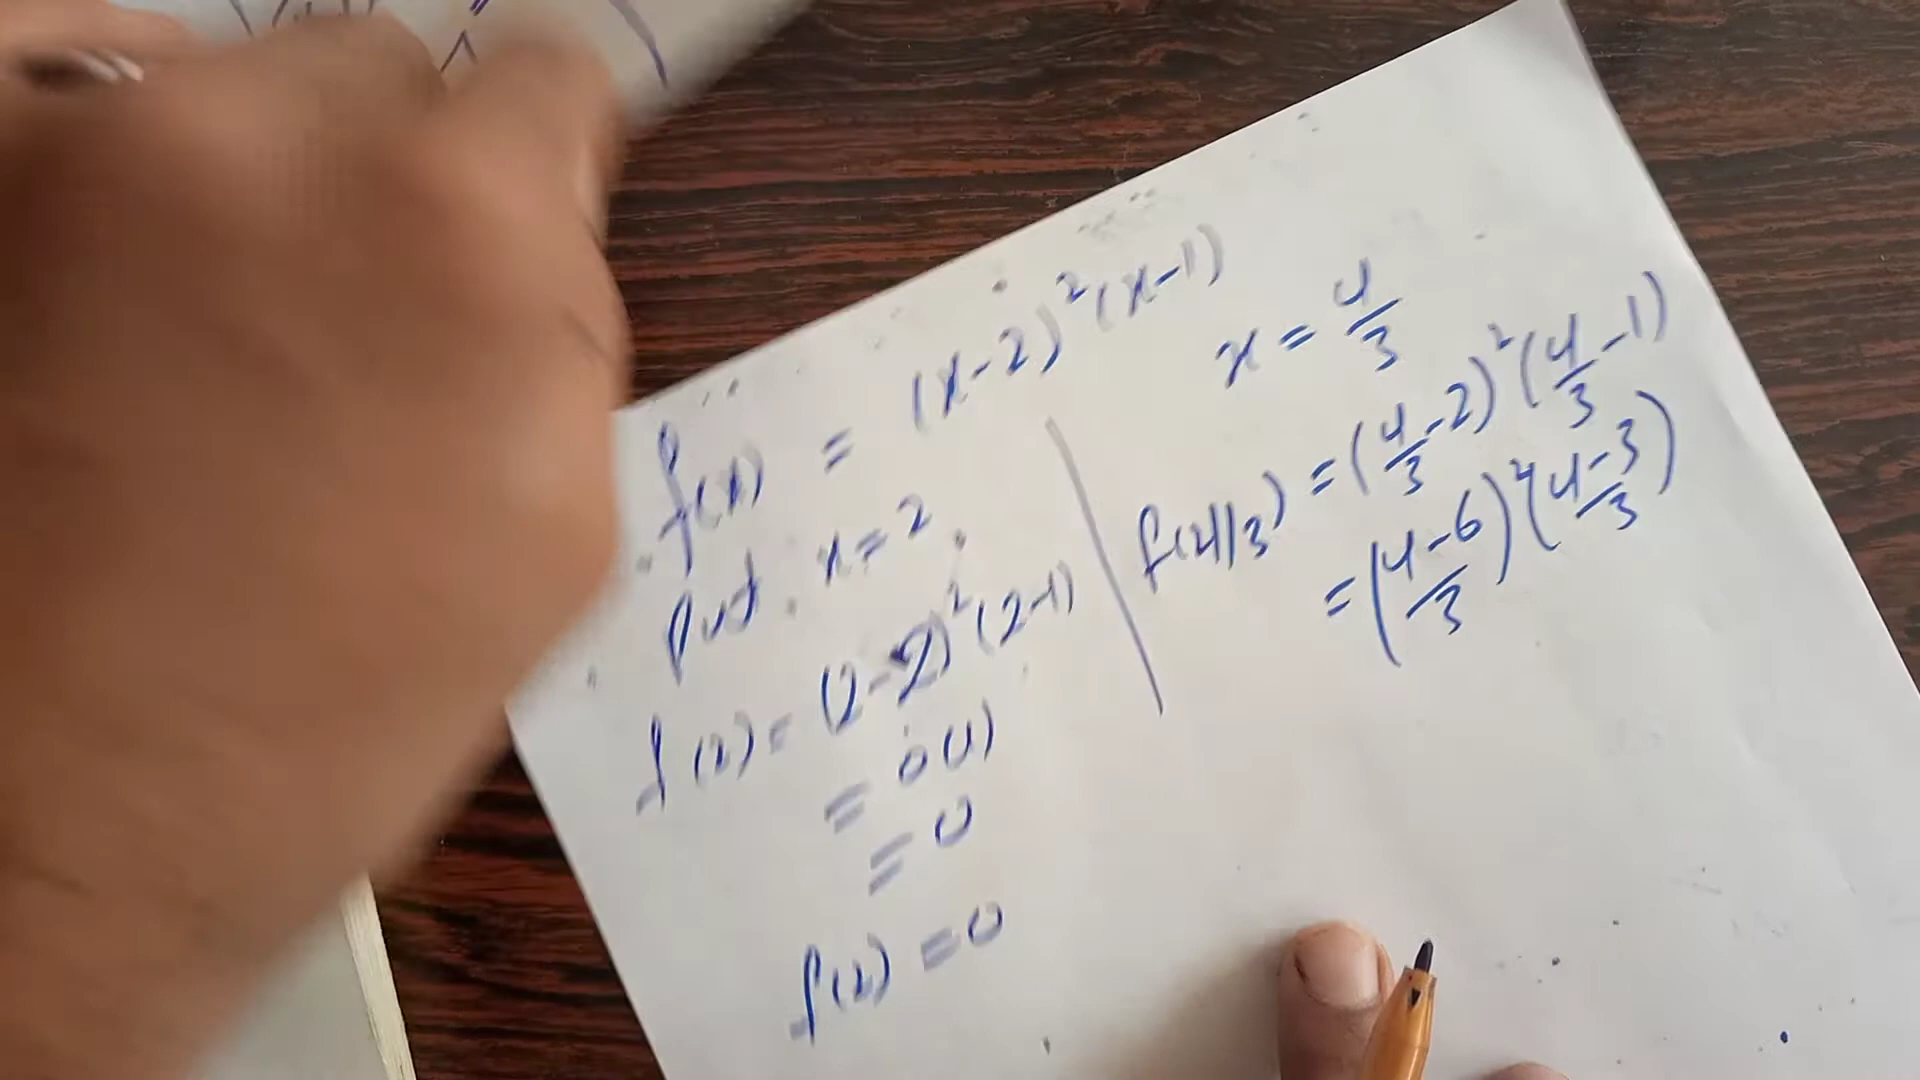 f(x) = (x-2)²(x-1)
put x=2
f(2)= (2-2)²(2-1)
= 0(1)
= 0
f(2) =0
x = 4/3
f(4/3) =(4/3-2)²(4/3-1)
=(4-6/3)²(4-3/3)